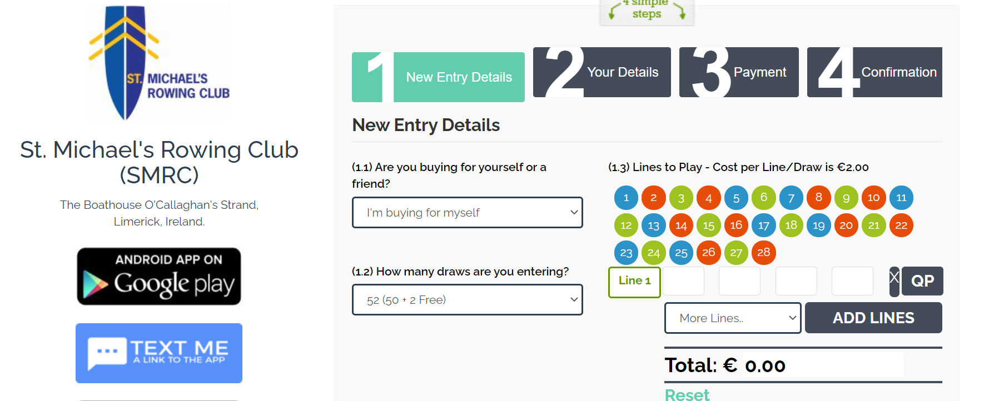 4 simple
steps
ST. MICHAEL'S
ROWING CLUB
St. Michael's Rowing Club
(SMRC)
The Boathouse O'Callaghan's Strand,
Limerick, Ireland.
ANDROID APP ON
Google play
TEXT ME
A LINK TO THE APP
1 New Entry Details
2 Your Details
3 Payment
4 Confirmation
New Entry Details
(1.1) Are you buying for yourself or a
friend?
I'm buying for myself
(1.2) How many draws are you entering?
52 (50 + 2 Free)
(1.3) Lines to Play - Cost per Line/Draw is €2.00
1 2 3 4 5 6 7 8 9 10 11
12 13 14 15 16 17 18 19 20 21 22
23 24 25 26 27 28
Line 1 X QP
More Lines.. ADD LINES
Total: € 0.00
Reset